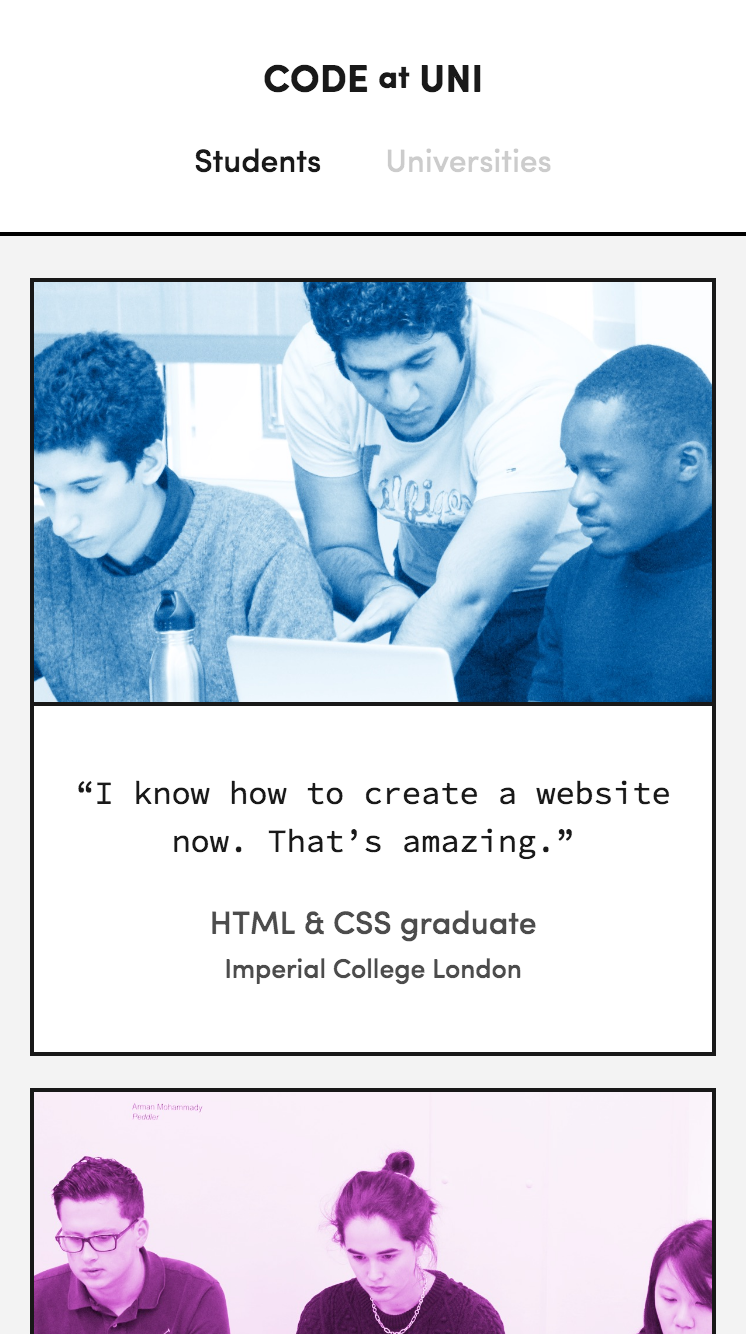 CODE at UNI
Students Universities
“I know how to create a website
now. That’s amazing.”
HTML & CSS graduate
Imperial College London
Arman Mohammady
Peddler